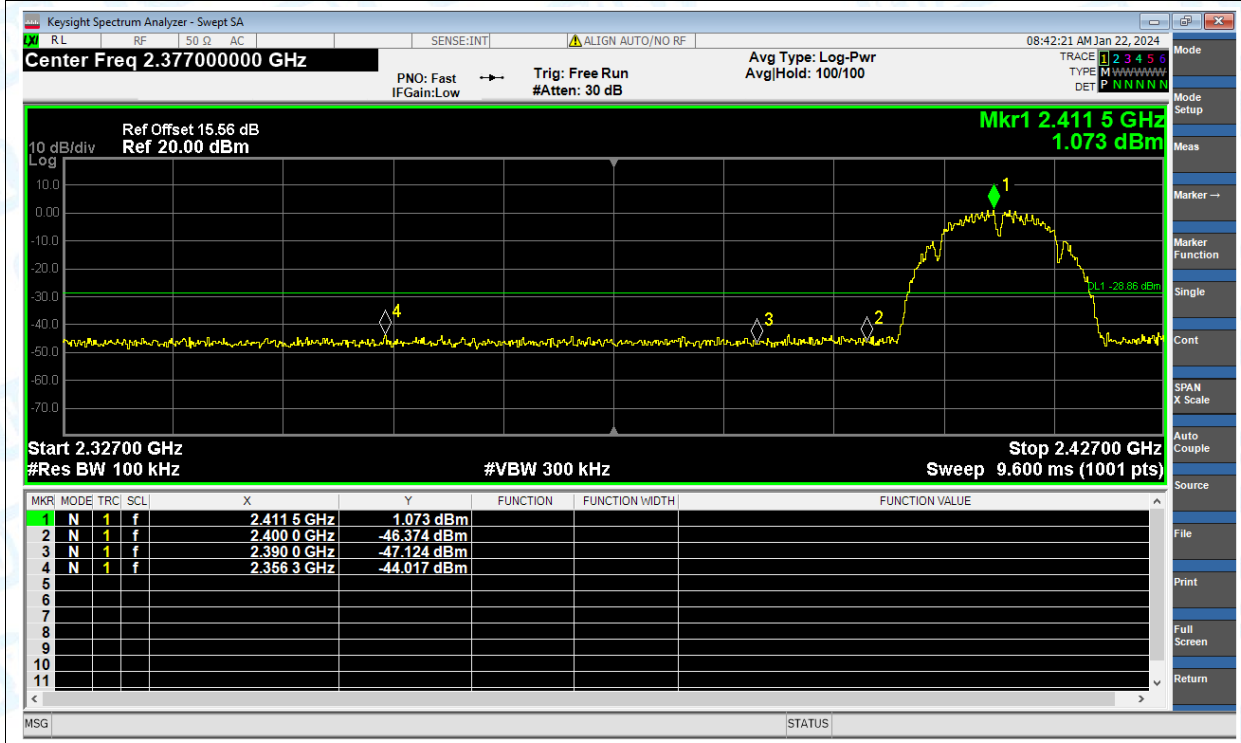 Keysight Spectrum Analyzer - Swept SA
LXI RL RF 50 Ω AC SENSE:INT ALIGN AUTO/NO RF 08:42:21 AM Jan 22, 2024
Center Freq 2.377000000 GHz
PNO: Fast
IFGain:Low
Trig: Free Run
#Atten: 30 dB
Avg Type: Log-Pwr
Avg|Hold: 100/100
TRACE 1 2 3 4 5 6
TYPE M WWWWW
DET P N N N N N
Ref Offset 15.56 dB
10 dB/div Ref 20.00 dBm
Log
Mkr1 2.411 5 GHz
1.073 dBm
10.0
0.00
-10.0
-20.0
-30.0
-40.0
-50.0
-60.0
-70.0
1
DL1 -28.86 dBm
4
3
2
Start 2.32700 GHz Stop 2.42700 GHz
#Res BW 100 kHz #VBW 300 kHz Sweep 9.600 ms (1001 pts)
MKR MODE TRC SCL X Y FUNCTION FUNCTION WIDTH FUNCTION VALUE
1 N 1 f 2.411 5 GHz 1.073 dBm
2 N 1 f 2.400 0 GHz -46.374 dBm
3 N 1 f 2.390 0 GHz -47.124 dBm
4 N 1 f 2.356 3 GHz -44.017 dBm
5
6
7
8
9
10
11
MSG STATUS
Mode
Mode Setup
Meas
Marker →
Marker Function
Single
Cont
SPAN X Scale
Auto Couple
Source
File
Print
Full Screen
Return